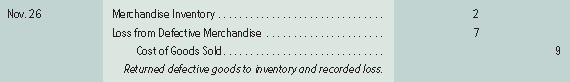 Nov. 26 Merchandise Inventory . . . . . . . . . . . . . . . . . . . . . . . . . . . . . . 2
Loss from Defective Merchandise . . . . . . . . . . . . . . . . . . . . . . 7
Cost of Goods Sold . . . . . . . . . . . . . . . . . . . . . . . . . . . . . 9
Returned defective goods to inventory and recorded loss.